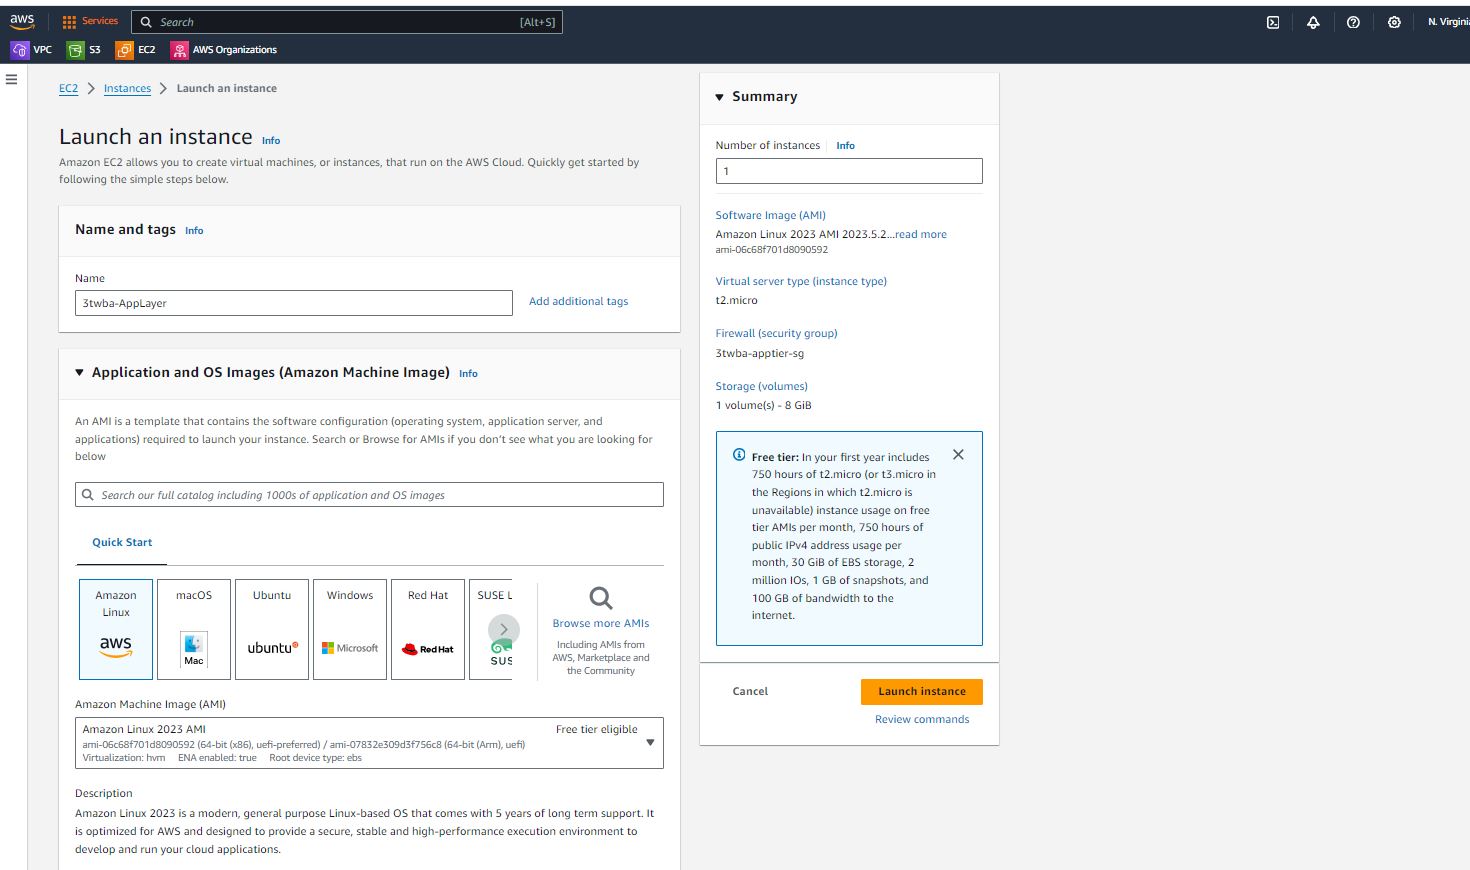 aws
Services
Search
[Alt+S]
N. Virginia
VPC
S3
EC2
AWS Organizations
EC2
Instances
Launch an instance
Launch an instance Info
Amazon EC2 allows you to create virtual machines, or instances, that run on the AWS Cloud. Quickly get started by
following the simple steps below.
Name and tags Info
Name
3twba-AppLayer
Add additional tags
Application and OS Images (Amazon Machine Image) Info
An AMI is a template that contains the software configuration (operating system, application server, and
applications) required to launch your instance. Search or Browse for AMIs if you don't see what you are looking for
below
Search our full catalog including 1000s of application and OS images
Quick Start
Amazon
Linux
aws
macOS
Mac
Ubuntu
ubuntu
Windows
Microsoft
Red Hat
Red Hat
SUSE L
SUS
Browse more AMIs
Including AMIs from
AWS, Marketplace and
the Community
Amazon Machine Image (AMI)
Amazon Linux 2023 AMI
Free tier eligible
ami-06c68f701d8090592 (64-bit (x86), uefi-preferred) / ami-07832e309d3f756c8 (64-bit (Arm), uefi)
Virtualization: hvm ENA enabled: true Root device type: ebs
Description
Amazon Linux 2023 is a modern, general purpose Linux-based OS that comes with 5 years of long term support. It
is optimized for AWS and designed to provide a secure, stable and high-performance execution environment to
develop and run your cloud applications.
Summary
Number of instances Info
1
Software Image (AMI)
Amazon Linux 2023 AMI 2023.5.2...read more
ami-06c68f701d8090592
Virtual server type (instance type)
t2.micro
Firewall (security group)
3twba-apptier-sg
Storage (volumes)
1 volume(s) - 8 GiB
Free tier: In your first year includes
750 hours of t2.micro (or t3.micro in
the Regions in which t2.micro is
unavailable) instance usage on free
tier AMIs per month, 750 hours of
public IPv4 address usage per
month, 30 GiB of EBS storage, 2
million IOs, 1 GB of snapshots, and
100 GB of bandwidth to the
internet.
Cancel
Launch instance
Review commands